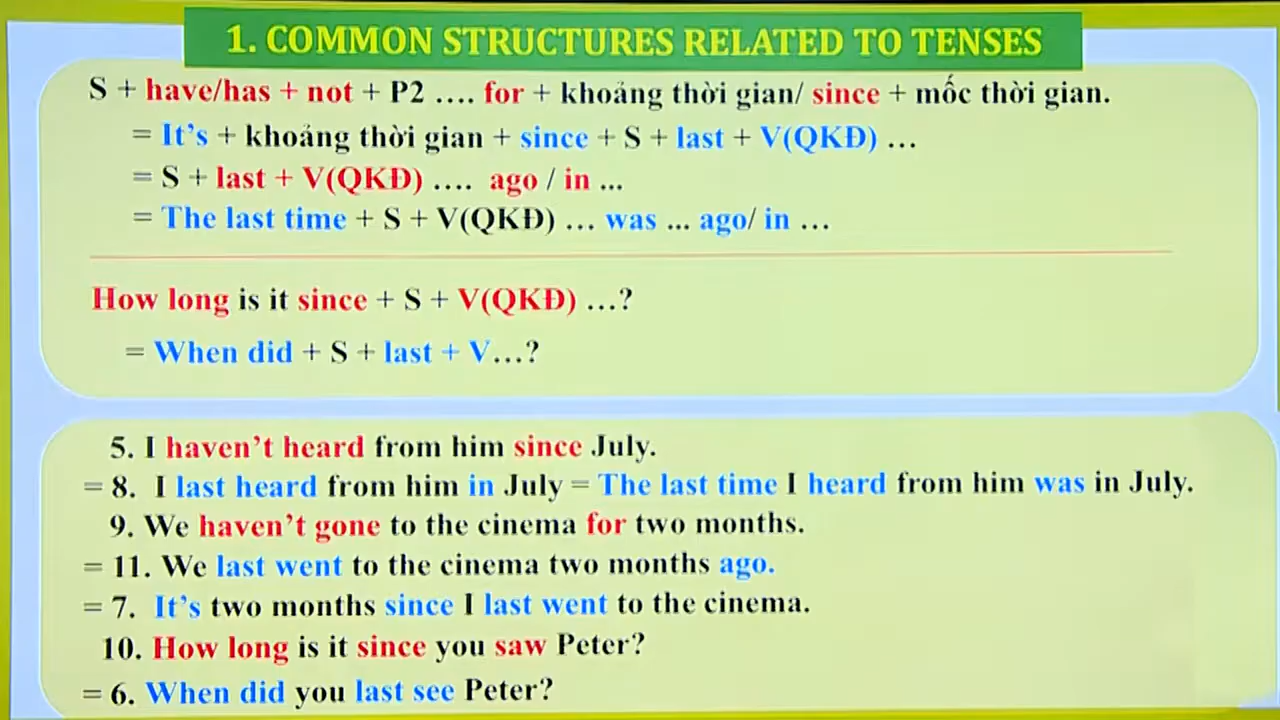 1. COMMON STRUCTURES RELATED TO TENSES
S + have/has + not + P2 .... for + khoảng thời gian/ since + mốc thời gian.
= It's + khoảng thời gian + since + S + last + V(QKĐ) ...
= S + last + V(QKĐ) .... ago / in ...
= The last time + S + V(QKĐ) ... was ... ago/ in ...
How long is it since + S + V(QKĐ) ...?
= When did + S + last + V...?
5. I haven't heard from him since July.
= 8. I last heard from him in July = The last time I heard from him was in July.
9. We haven't gone to the cinema for two months.
= 11. We last went to the cinema two months ago.
= 7. It's two months since I last went to the cinema.
10. How long is it since you saw Peter?
= 6. When did you last see Peter?